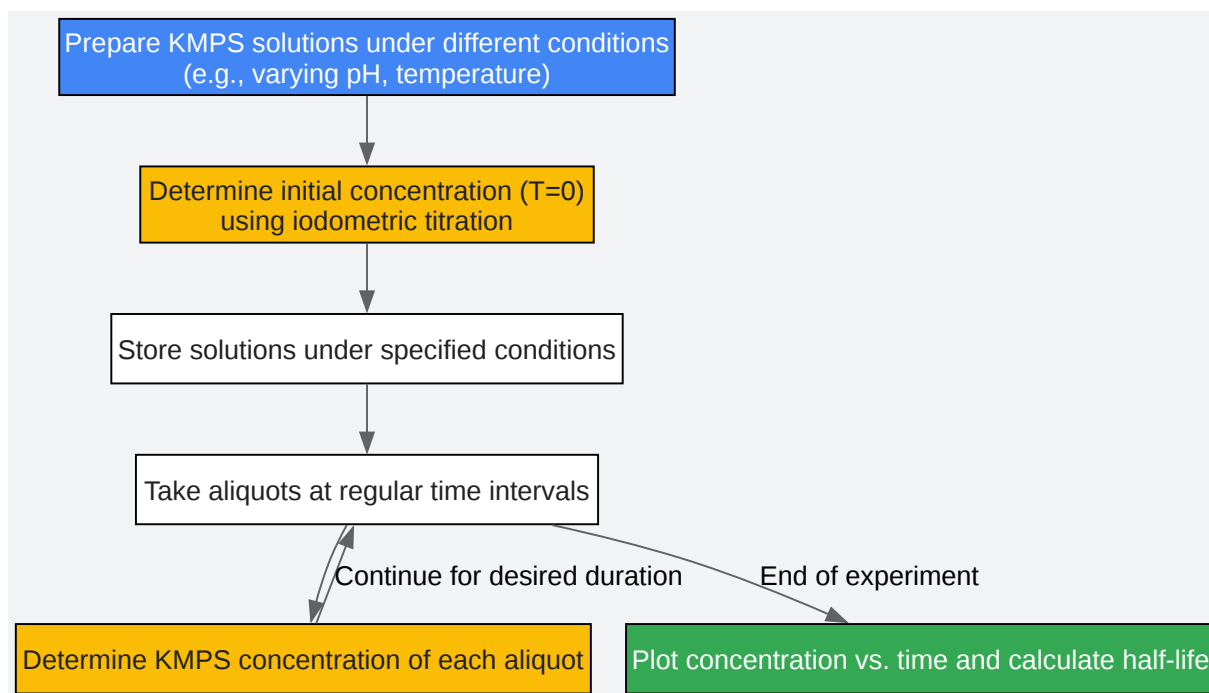 Prepare KMPS solutions under different conditions
(e.g., varying pH, temperature)
Determine initial concentration (T=0)
using iodometric titration
Store solutions under specified conditions
Take aliquots at regular time intervals
Continue for desired duration
End of experiment
Determine KMPS concentration of each aliquot
Plot concentration vs. time and calculate half-life